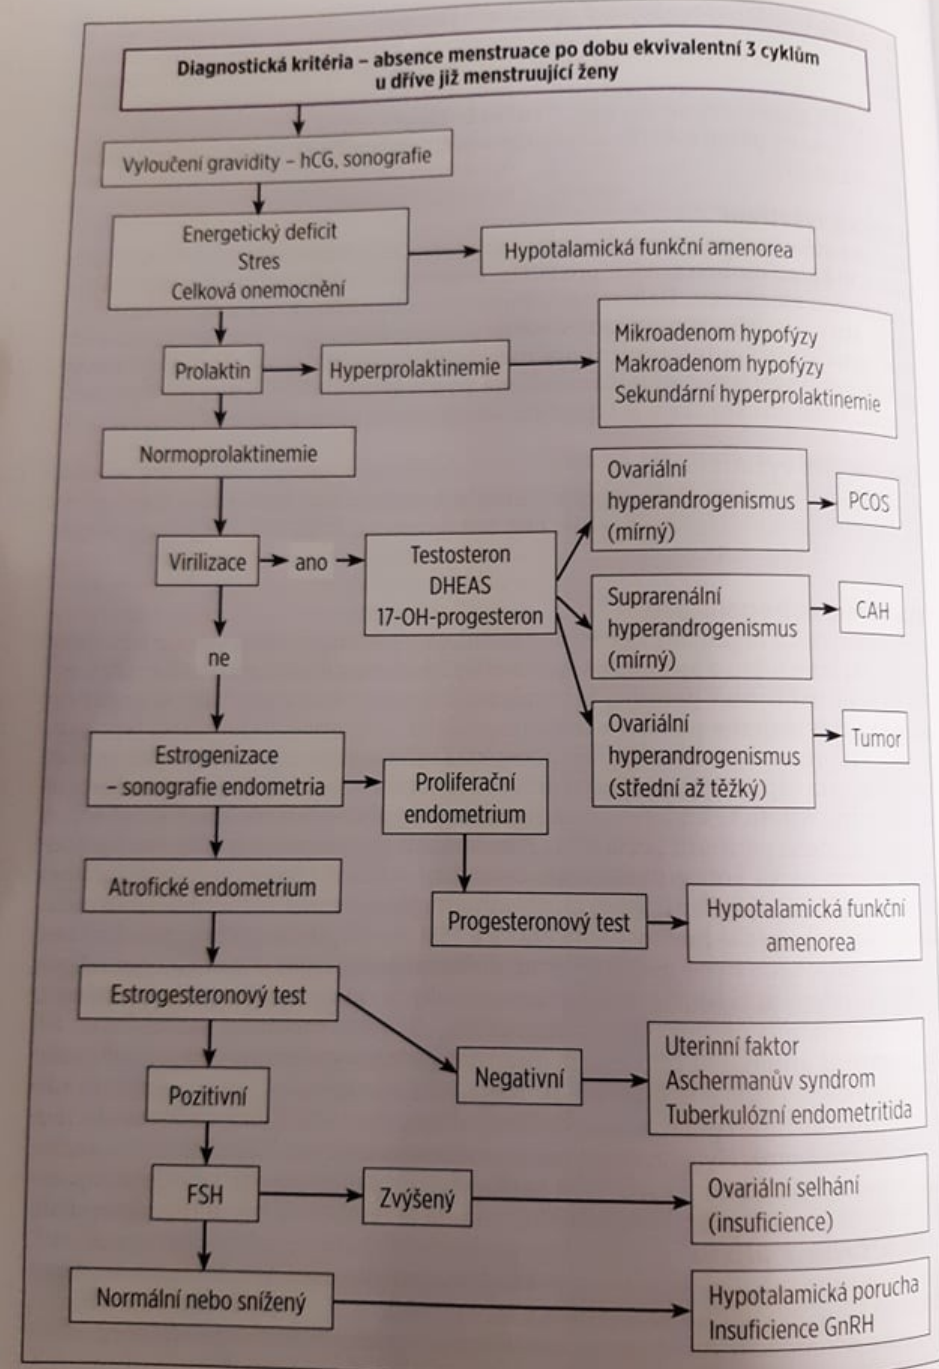 Diagnostická kritéria – absence menstruace po dobu ekvivalentní 3 cyklům
u dříve již menstruující ženy
Vyloučení gravidity – hCG, sonografie
Energetický deficit
Stres
Celková onemocnění
Hypotalamická funkční amenorea
Prolaktin
Hyperprolaktinemie
Mikroadenom hypofýzy
Makroadenom hypofýzy
Sekundární hyperprolaktinemie
Normoprolaktinemie
Virilizace
ano
Testosteron
DHEAS
17-OH-progesteron
Ovariální
hyperandrogenismus
(mírný)
PCOS
Suprarenální
hyperandrogenismus
(mírný)
CAH
Ovariální
hyperandrogenismus
(střední až těžký)
Tumor
ne
Estrogenizace
– sonografie endometria
Proliferační
endometrium
Atrofické endometrium
Progesteronový test
Hypotalamická funkční
amenorea
Estrogesteronový test
Negativní
Uterinní faktor
Aschermanův syndrom
Tuberkulózní endometritida
Pozitivní
FSH
Zvýšený
Ovariální selhání
(insuficience)
Normální nebo snížený
Hypotalamická porucha
Insuficience GnRH